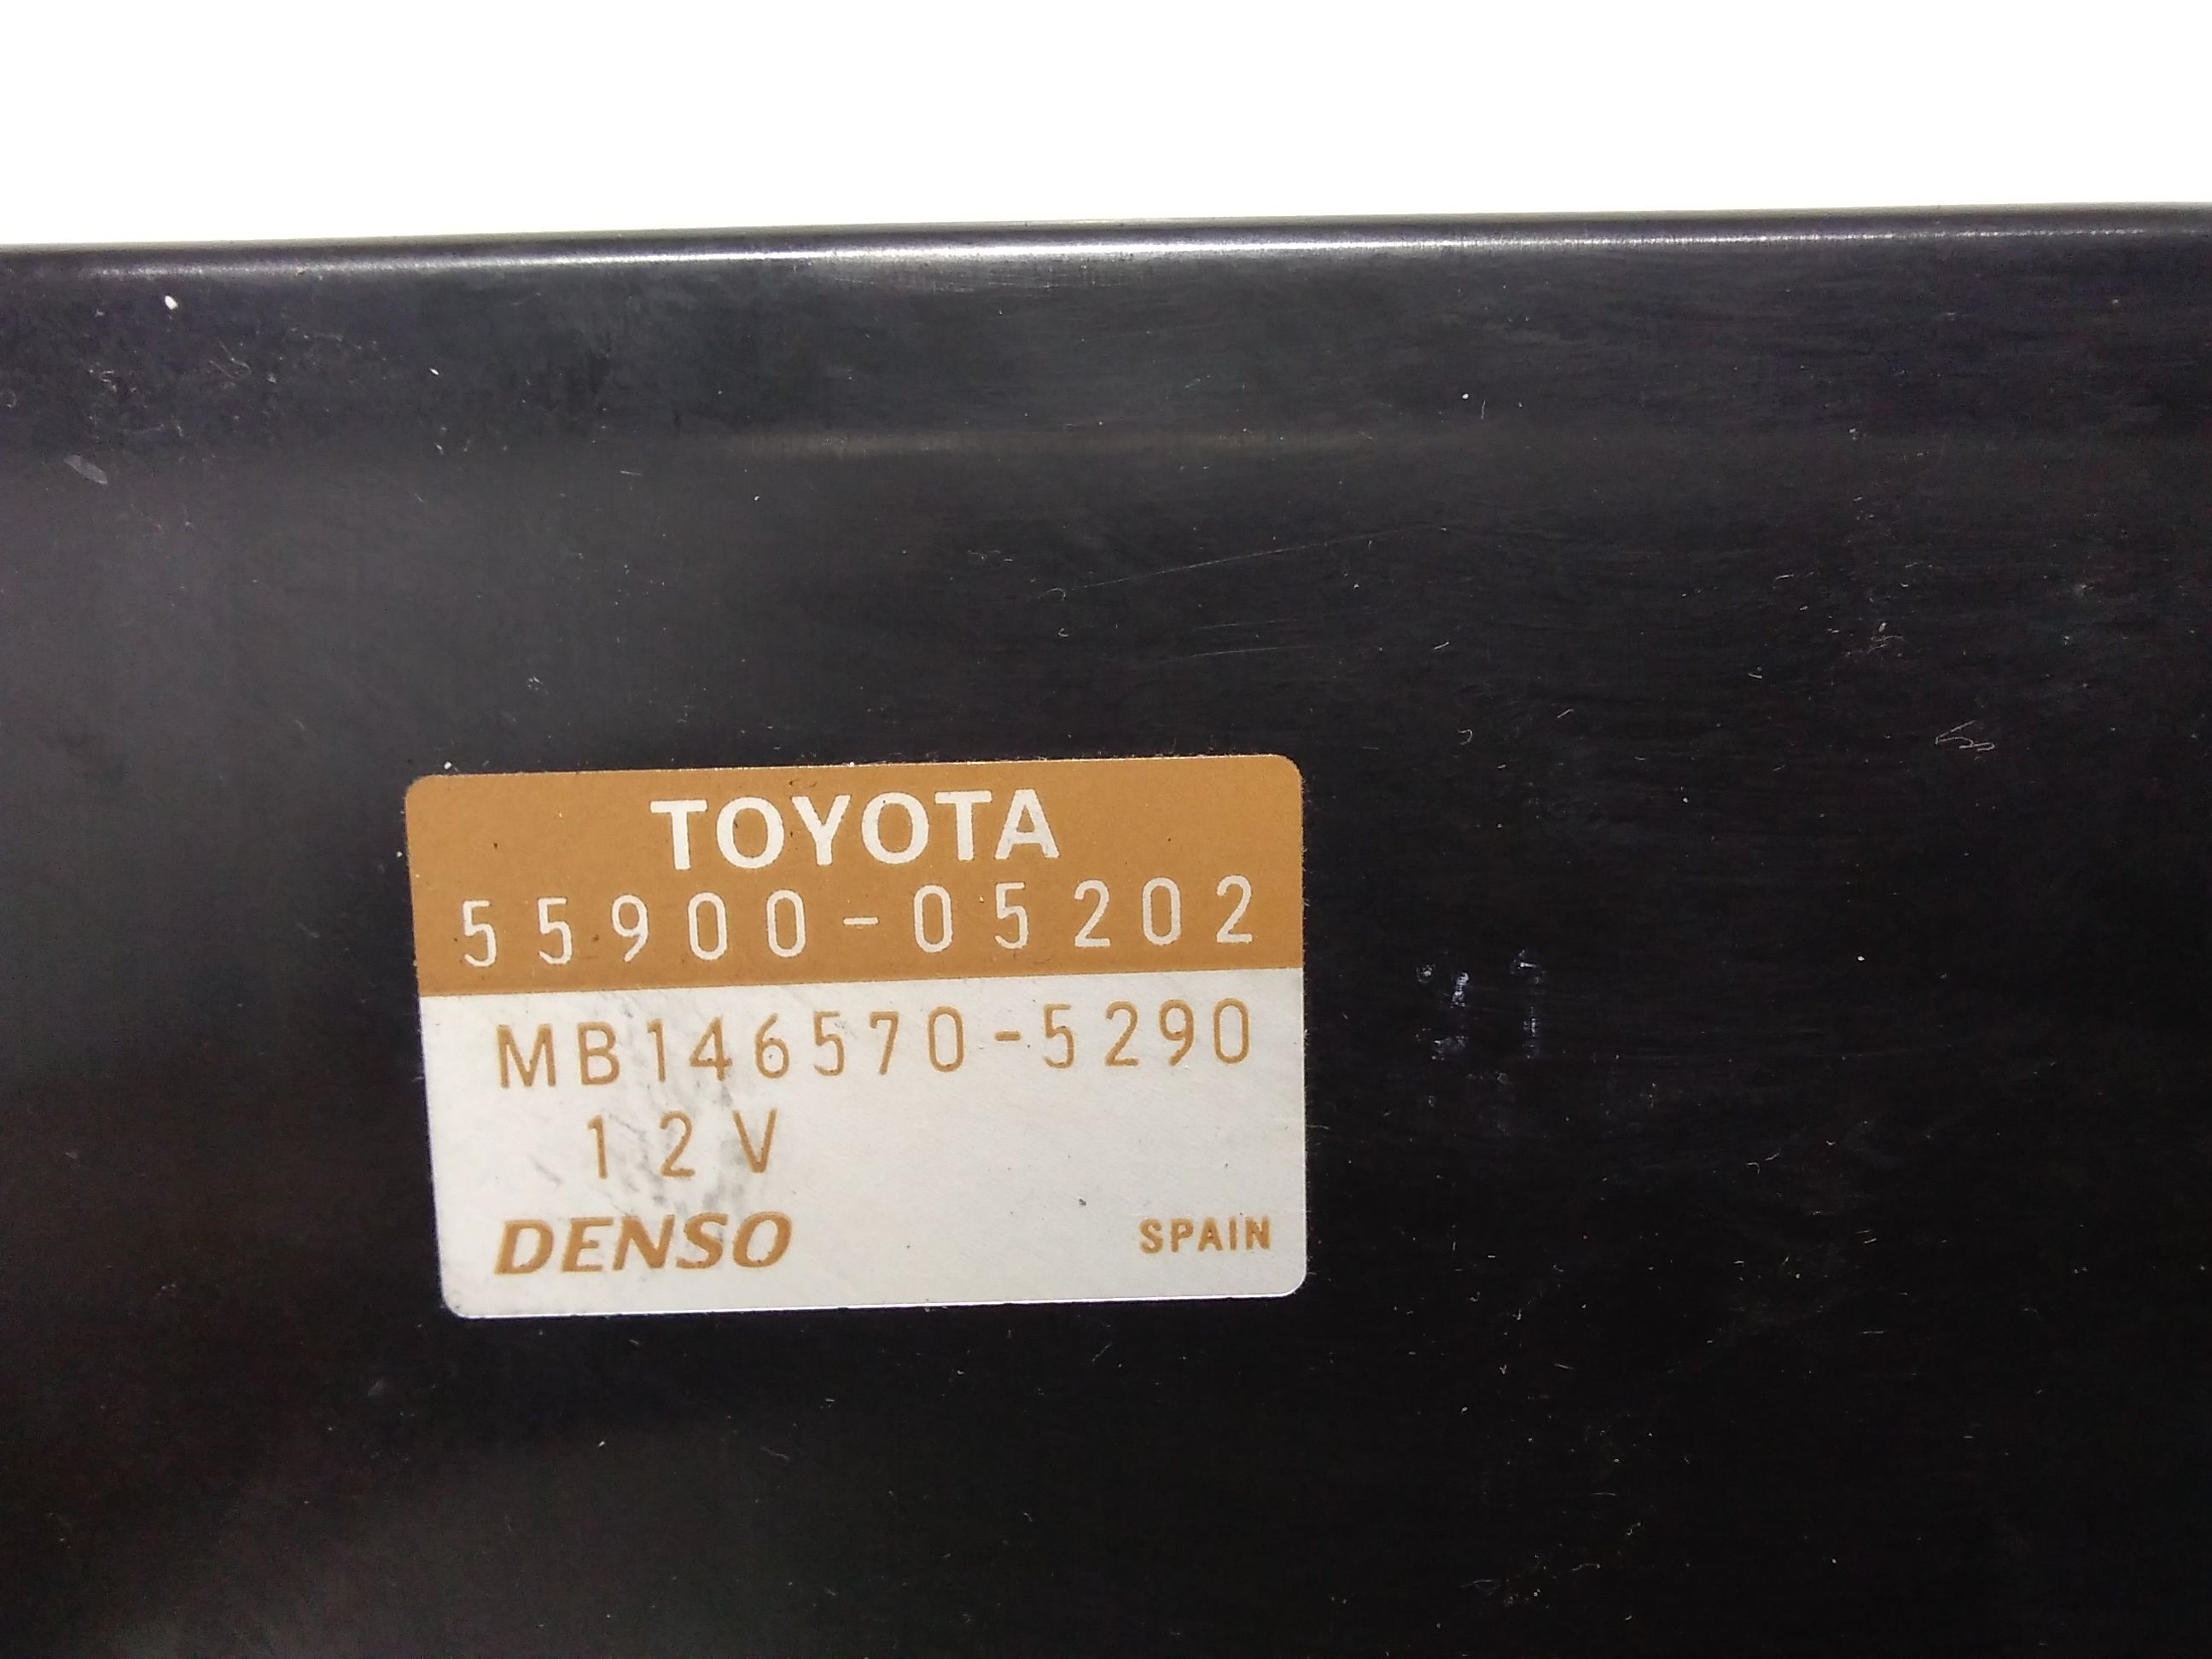 TOYOTA
55900-05202
MB146570-5290
12V
DENSO
SPAIN